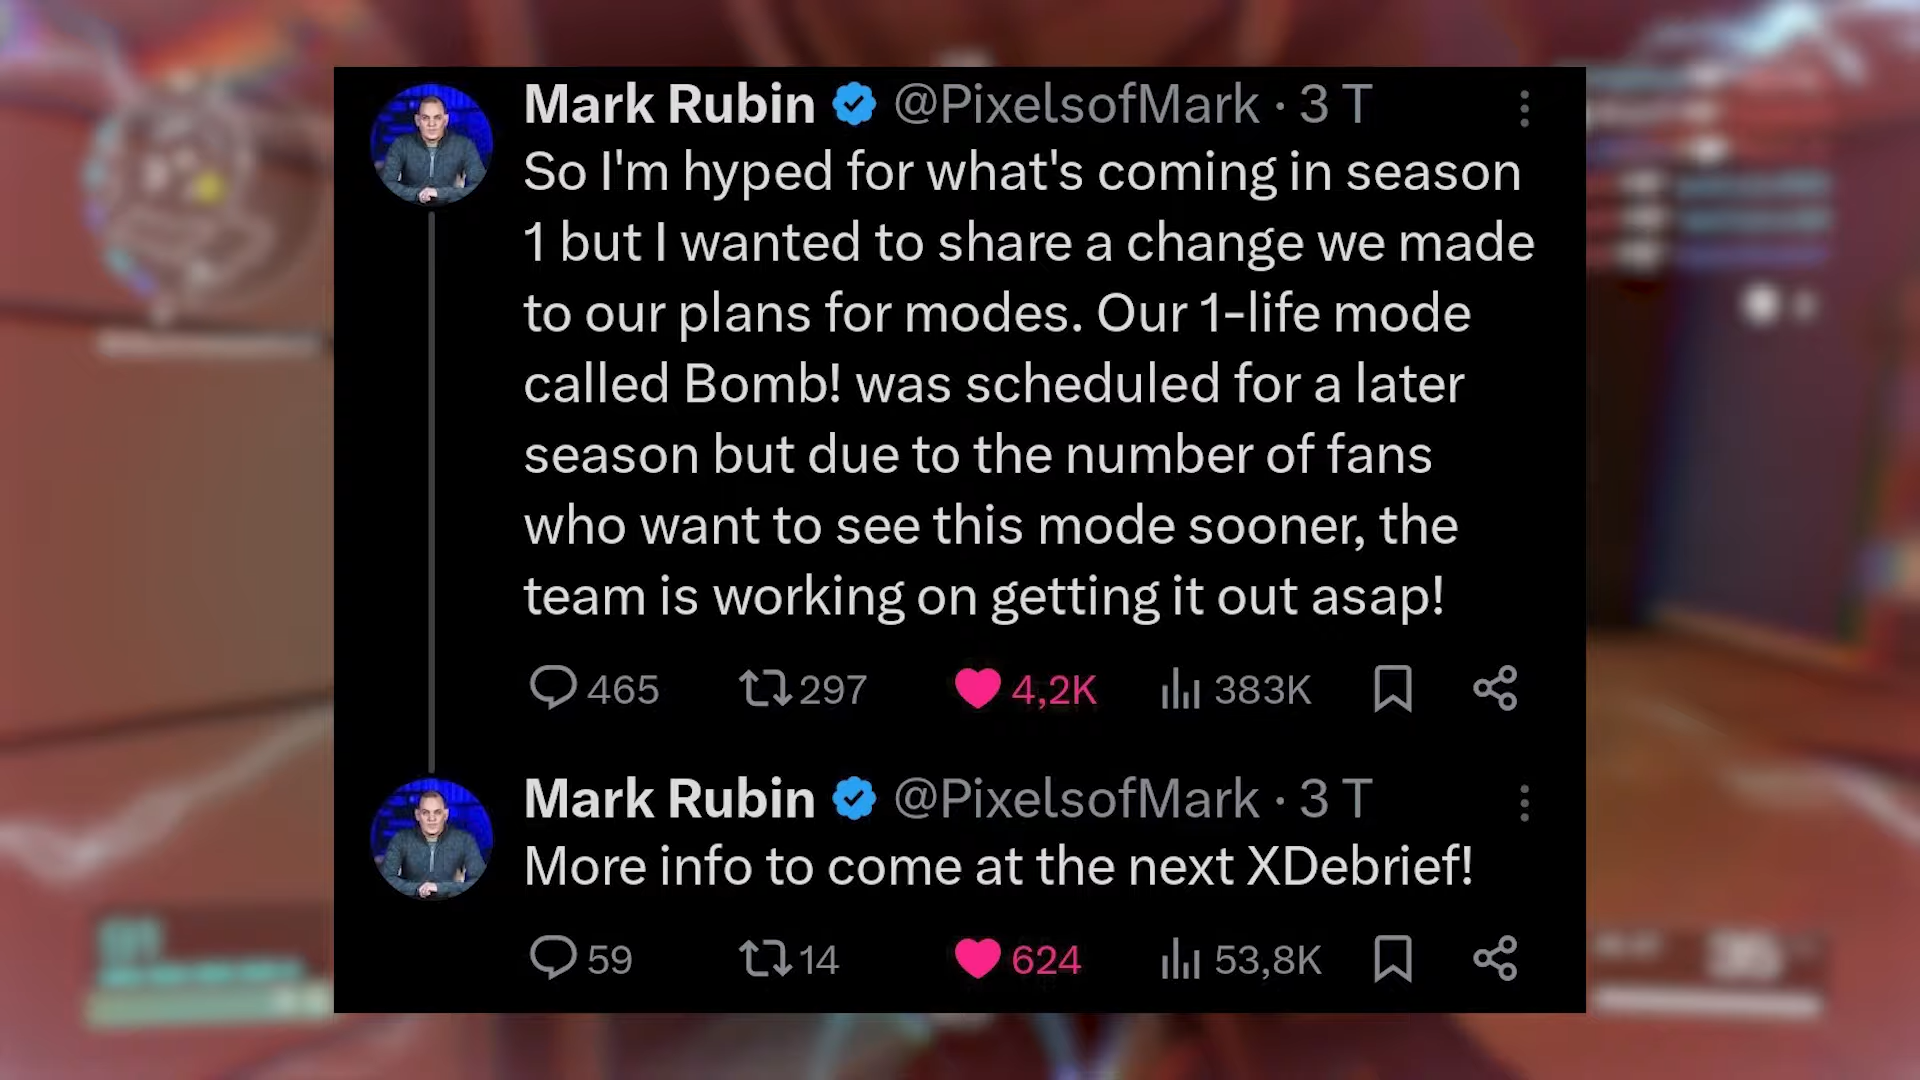 Mark Rubin @PixelsofMark · 3 T
So I'm hyped for what's coming in season
1 but I wanted to share a change we made
to our plans for modes. Our 1-life mode
called Bomb! was scheduled for a later
season but due to the number of fans
who want to see this mode sooner, the
team is working on getting it out asap!
465 297 4,2K 383K
Mark Rubin @PixelsofMark · 3 T
More info to come at the next XDebrief!
59 14 624 53,8K